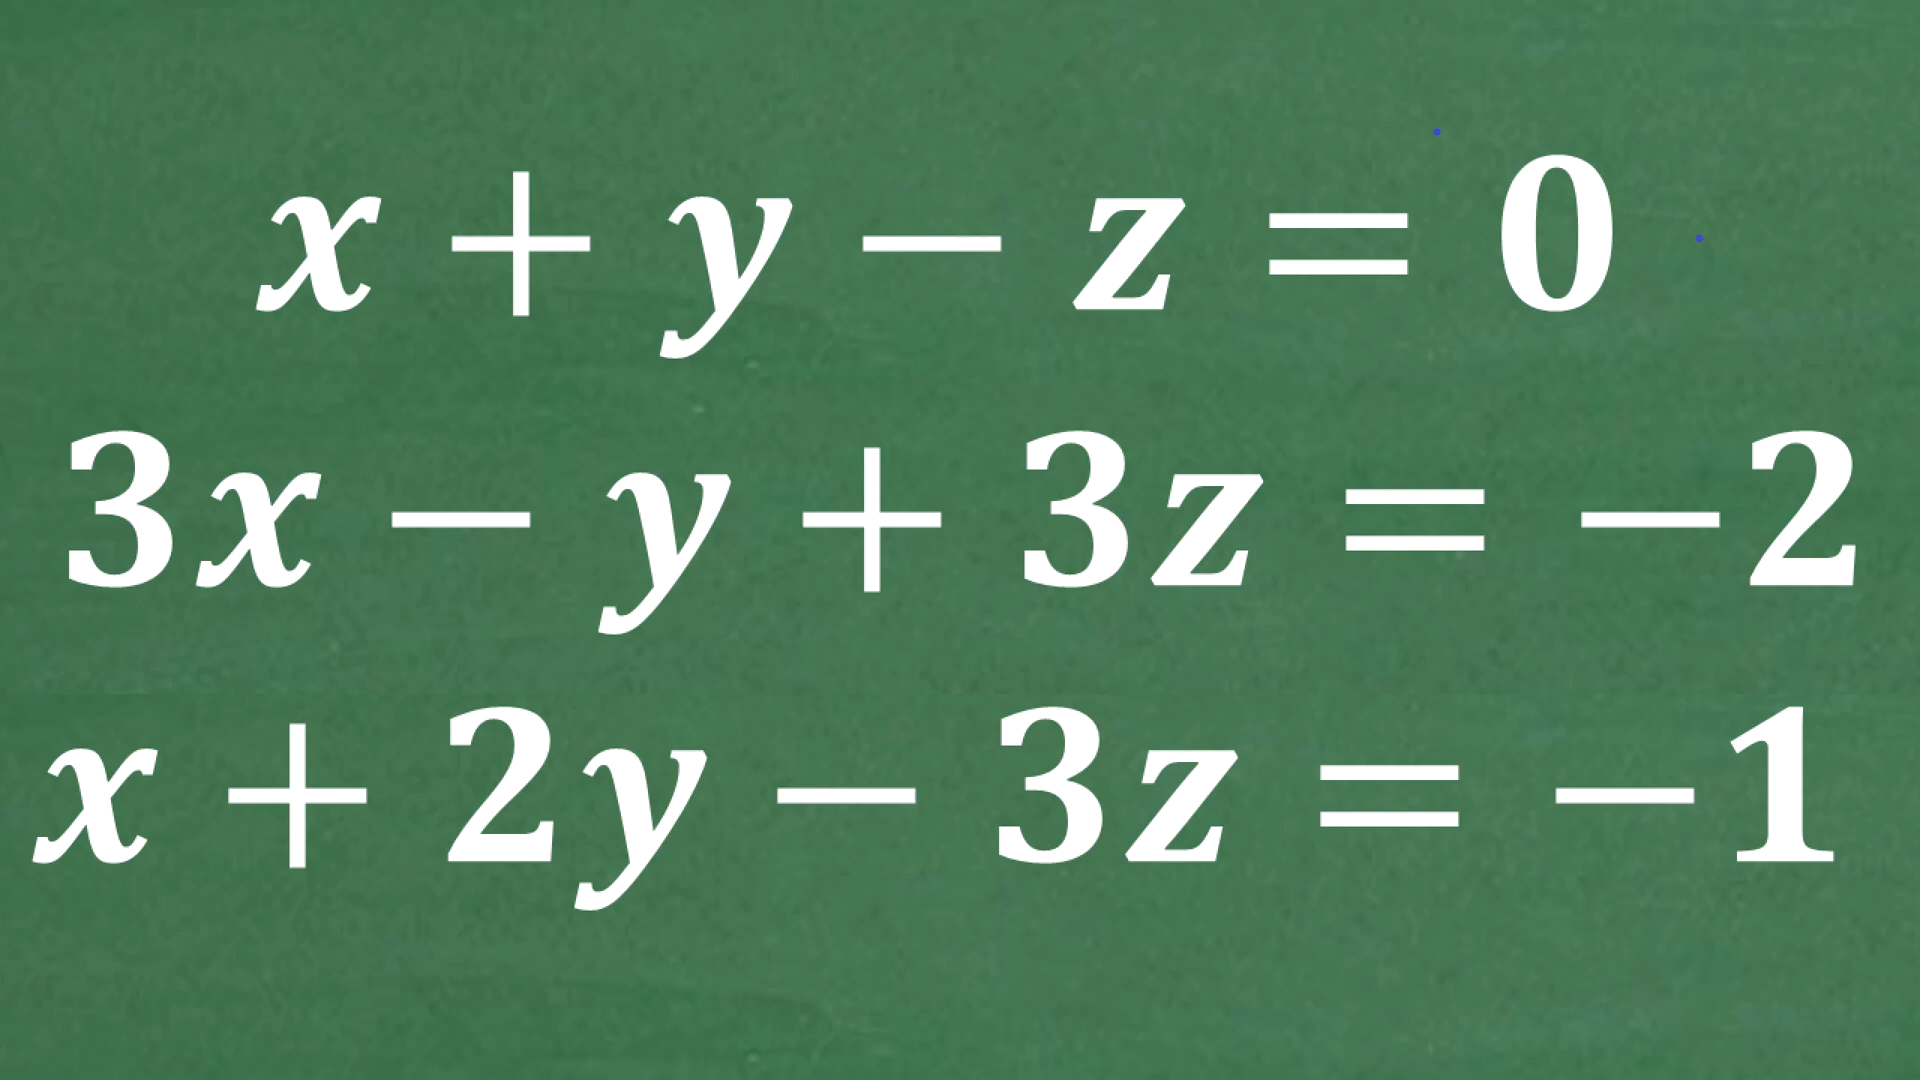 x + y − z = 0
3x − y + 3z = −2
x + 2y − 3z = −1